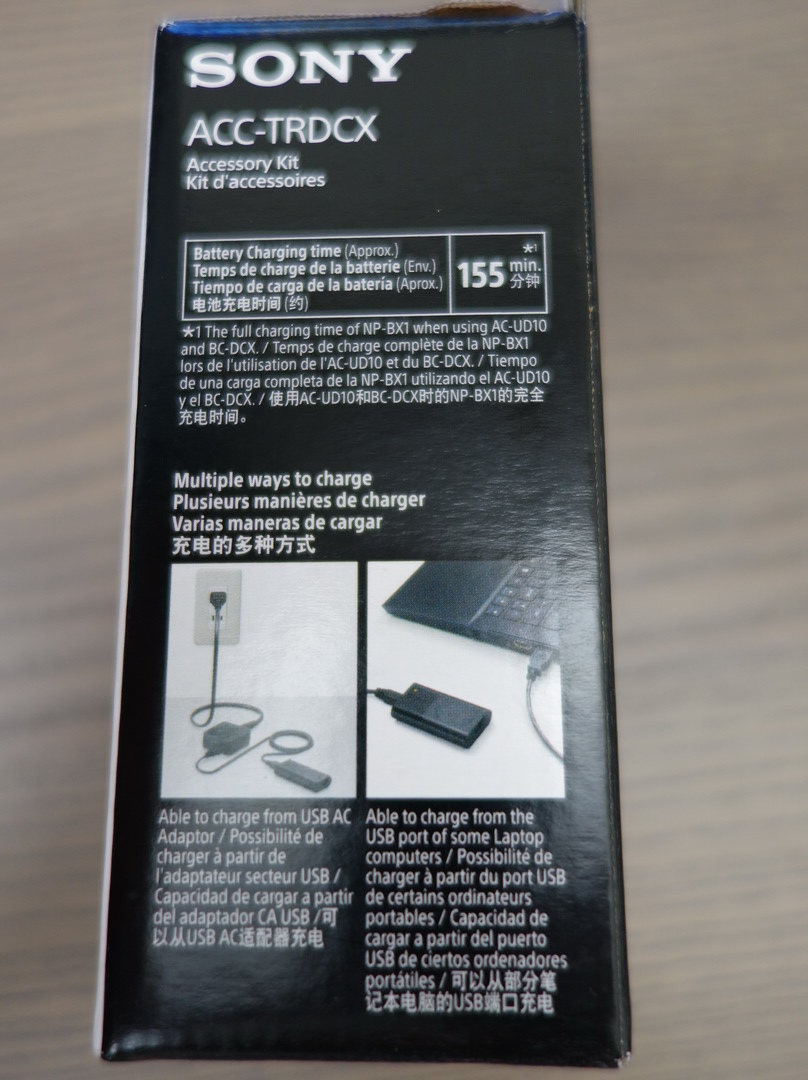 SONY
ACC-TRDCX
Accessory Kit
Kit d'accessoires
Battery Charging time (Approx.)
Temps de charge de la batterie (Env.)
Tiempo de carga de la batería (Aprox.)
电池充电时间 (约)
155 min. *1
分钟
*1 The full charging time of NP-BX1 when using AC-UD10
and BC-DCX. / Temps de charge complète de la NP-BX1
lors de l'utilisation de l'AC-UD10 et du BC-DCX. / Tiempo
de una carga completa de la NP-BX1 utilizando el AC-UD10
y el BC-DCX. / 使用AC-UD10和BC-DCX时的NP-BX1的完全
充电时间。
Multiple ways to charge
Plusieurs manières de charger
Varias maneras de cargar
充电的多种方式
Able to charge from USB AC
Adaptor / Possibilité de
charger à partir de
l'adaptateur secteur USB /
Capacidad de cargar a partir
del adaptador CA USB /可
以从USB AC适配器充电
Able to charge from the
USB port of some Laptop
computers / Possibilité de
charger à partir du port USB
de certains ordinateurs
portables / Capacidad de
cargar a partir del puerto
USB de ciertos ordenadores
portátiles / 可以从部分笔
记本电脑的USB端口充电